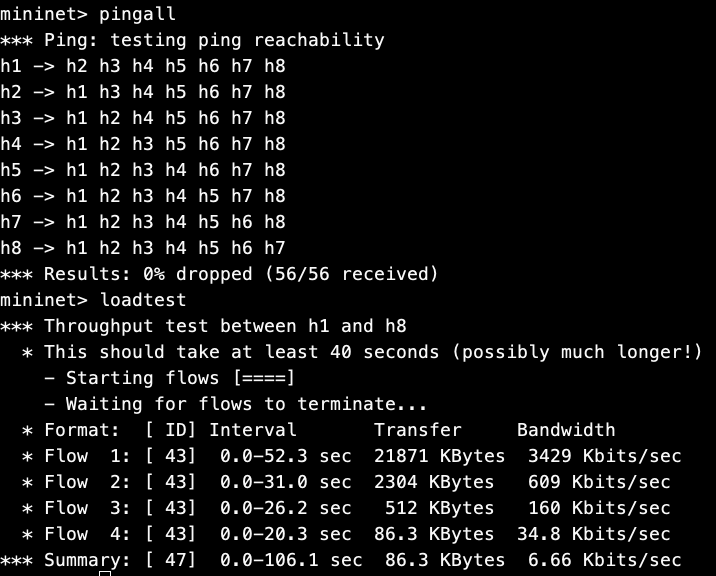 mininet> pingall
*** Ping: testing ping reachability
h1 -> h2 h3 h4 h5 h6 h7 h8
h2 -> h1 h3 h4 h5 h6 h7 h8
h3 -> h1 h2 h4 h5 h6 h7 h8
h4 -> h1 h2 h3 h5 h6 h7 h8
h5 -> h1 h2 h3 h4 h6 h7 h8
h6 -> h1 h2 h3 h4 h5 h7 h8
h7 -> h1 h2 h3 h4 h5 h6 h8
h8 -> h1 h2 h3 h4 h5 h6 h7
*** Results: 0% dropped (56/56 received)
mininet> loadtest
*** Throughput test between h1 and h8
  * This should take at least 40 seconds (possibly much longer!)
    - Starting flows [====]
    - Waiting for flows to terminate...
  * Format:  [ ID] Interval       Transfer     Bandwidth
  * Flow  1: [ 43]  0.0-52.3 sec  21871 KBytes  3429 Kbits/sec
  * Flow  2: [ 43]  0.0-31.0 sec  2304 KBytes   609 Kbits/sec
  * Flow  3: [ 43]  0.0-26.2 sec   512 KBytes   160 Kbits/sec
  * Flow  4: [ 43]  0.0-20.3 sec  86.3 KBytes  34.8 Kbits/sec
*** Summary: [ 47]  0.0-106.1 sec  86.3 KBytes  6.66 Kbits/sec